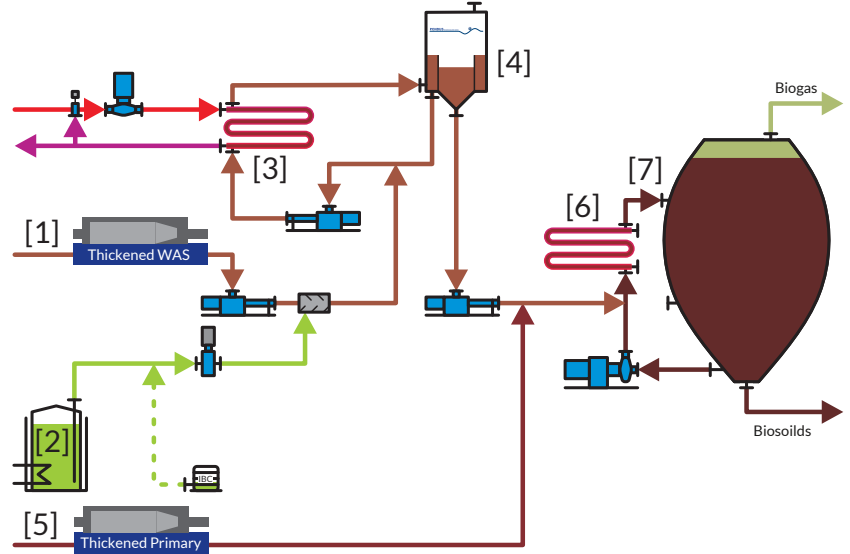 [4]
Biogas
[3]
[7]
[6]
[1]
Thickened WAS
[2]
IBC
Biosoilds
[5]
Thickened Primary